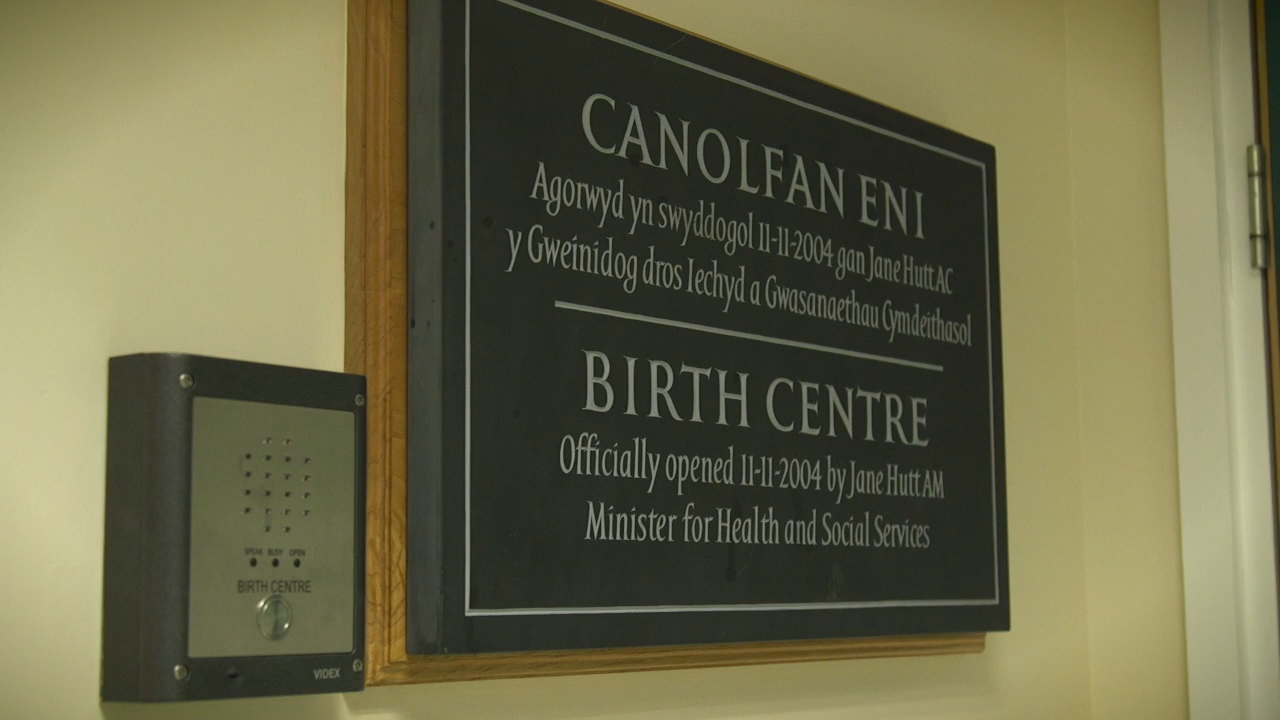 CANOLFAN ENI
Agorwyd yn swyddogol 11-11-2004 gan Jane Hutt AC
y Gweinidog dros Iechyd a Gwasanaethau Cymdeithasol
BIRTH CENTRE
Officially opened 11-11-2004 by Jane Hutt AM
Minister for Health and Social Services
SPEAK BUSY OPEN
BIRTH CENTRE
VIDEX